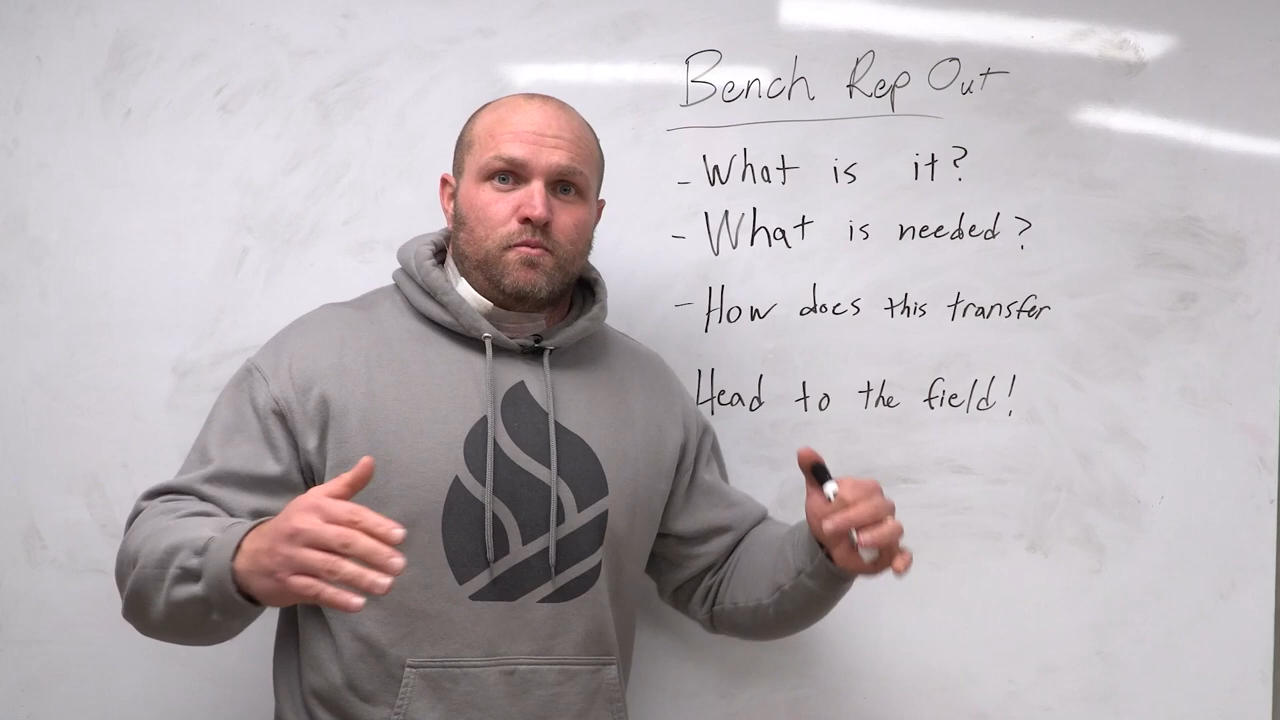 Bench Rep Out
- What is it?
- What is needed?
- How does this transfer
Head to the field!